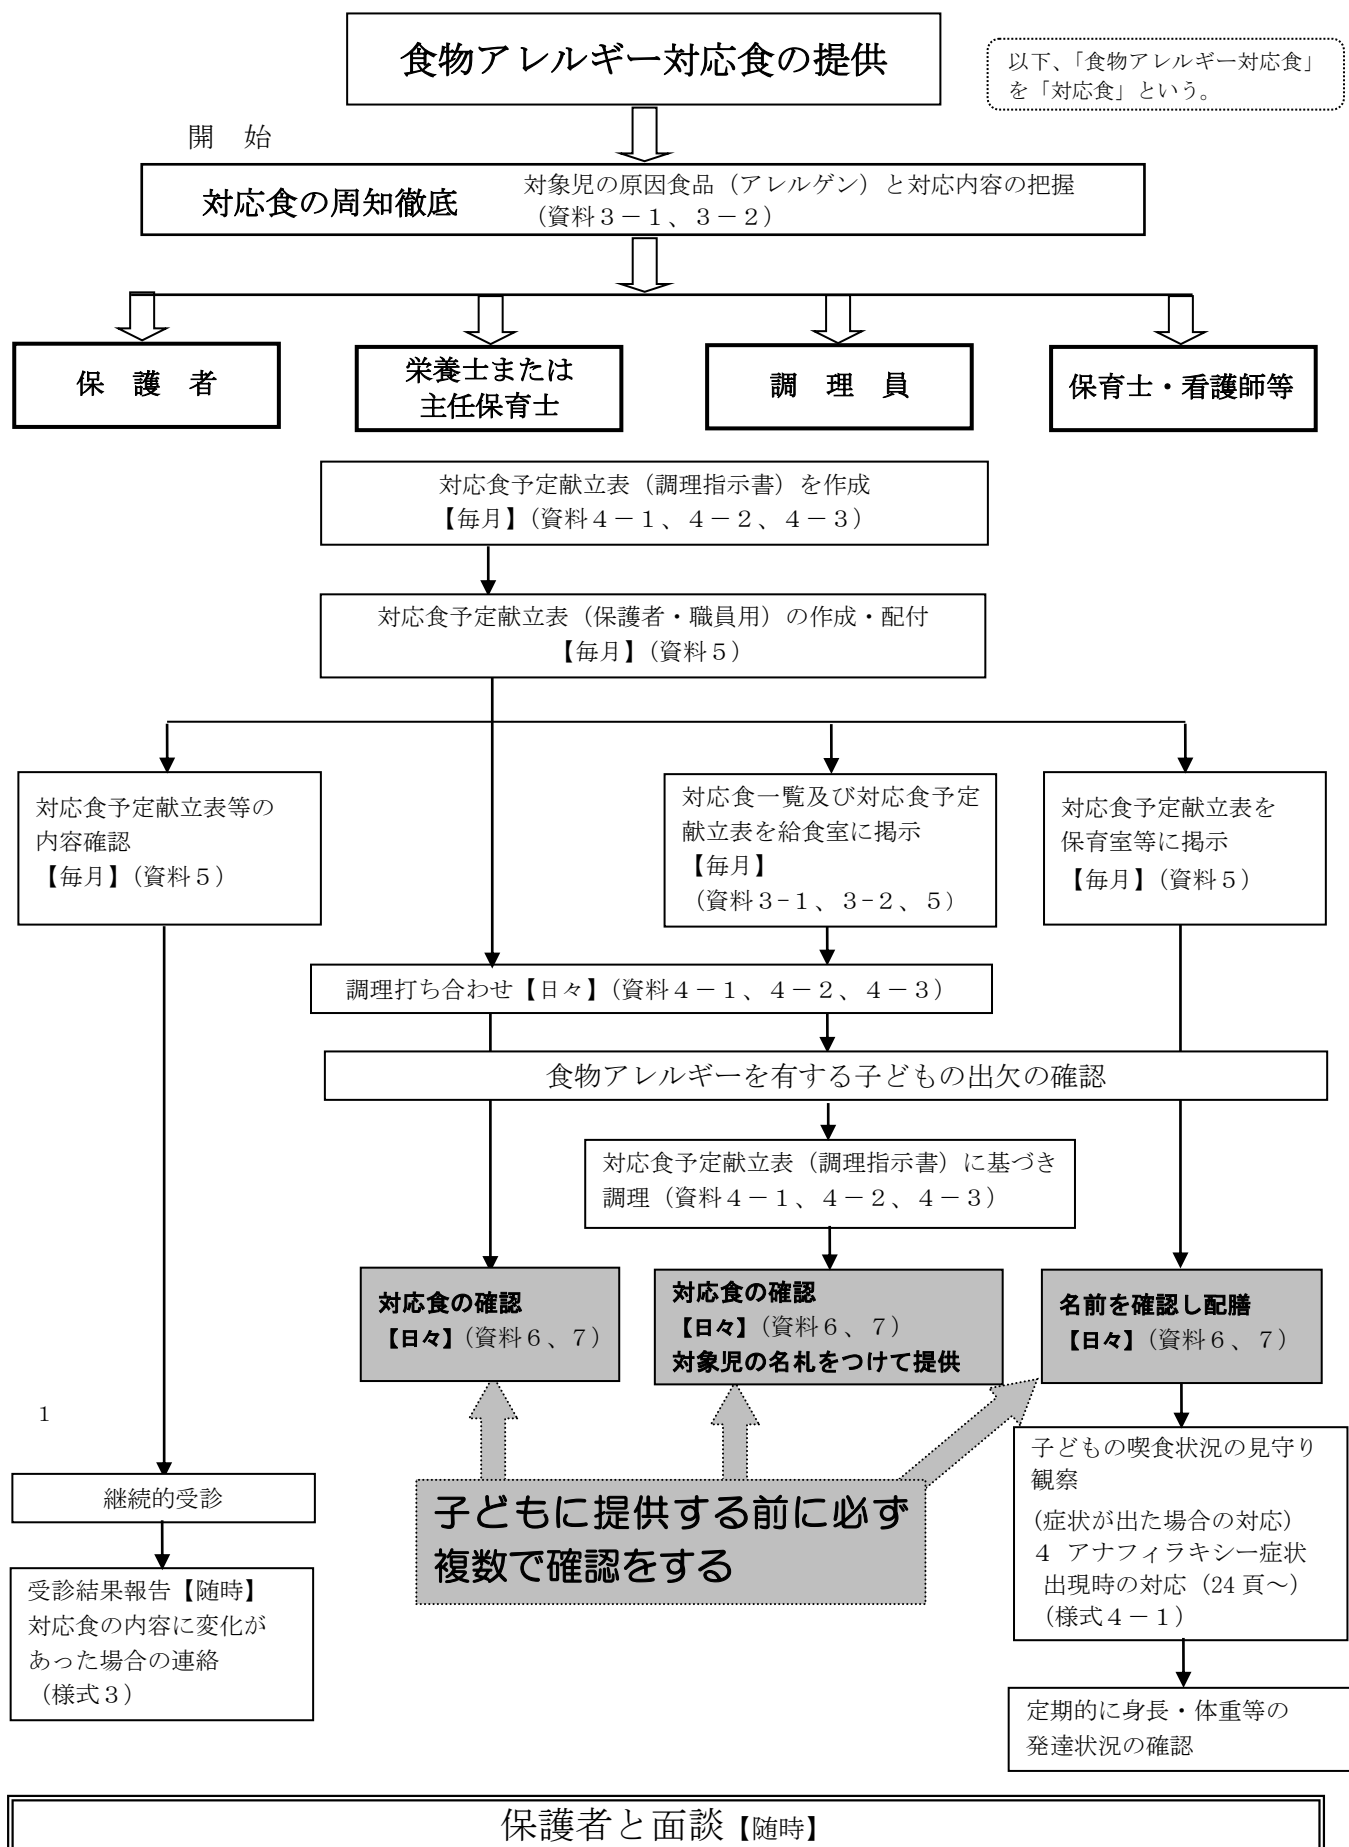 食物アレルギー対応食の提供
以下、「食物アレルギー対応食」
を「対応食」という。
開　始
対応食の周知徹底
対象児の原因食品（アレルゲン）と対応内容の把握
（資料３－１、３－２）
保　護　者
栄養士または
主任保育士
調　理　員
保育士・看護師等
対応食予定献立表（調理指示書）を作成
【毎月】（資料４－１、４－２、４－３）
対応食予定献立表（保護者・職員用）の作成・配付
【毎月】（資料５）
対応食予定献立表等の
内容確認
【毎月】（資料５）
対応食一覧及び対応食予定
献立表を給食室に掲示
【毎月】
（資料３-１、３-２、５）
対応食予定献立表を
保育室等に掲示
【毎月】（資料５）
調理打ち合わせ【日々】（資料４－１、４－２、４－３）
食物アレルギーを有する子どもの出欠の確認
対応食予定献立表（調理指示書）に基づき
調理（資料４－１、４－２、４－３）
対応食の確認
【日々】（資料６、７）
対応食の確認
【日々】（資料６、７）
対象児の名札をつけて提供
名前を確認し配膳
【日々】（資料６、７）
1
子どもに提供する前に必ず
複数で確認をする
子どもの喫食状況の見守り
観察
(症状が出た場合の対応)
４ アナフィラキシー症状
出現時の対応（24 頁～）
（様式４－１）
継続的受診
受診結果報告【随時】
対応食の内容に変化が
あった場合の連絡
（様式３）
定期的に身長・体重等の
発達状況の確認
保護者と面談【随時】